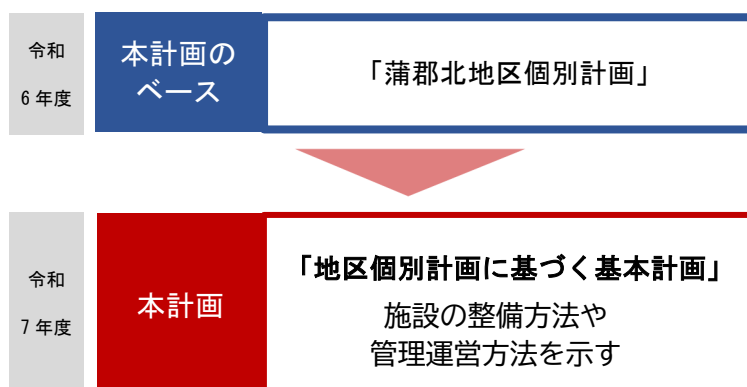 令和
6 年度
本計画の
ベース
「蒲郡北地区個別計画」
令和
7 年度
本計画
「地区個別計画に基づく基本計画」
施設の整備方法や
管理運営方法を示す